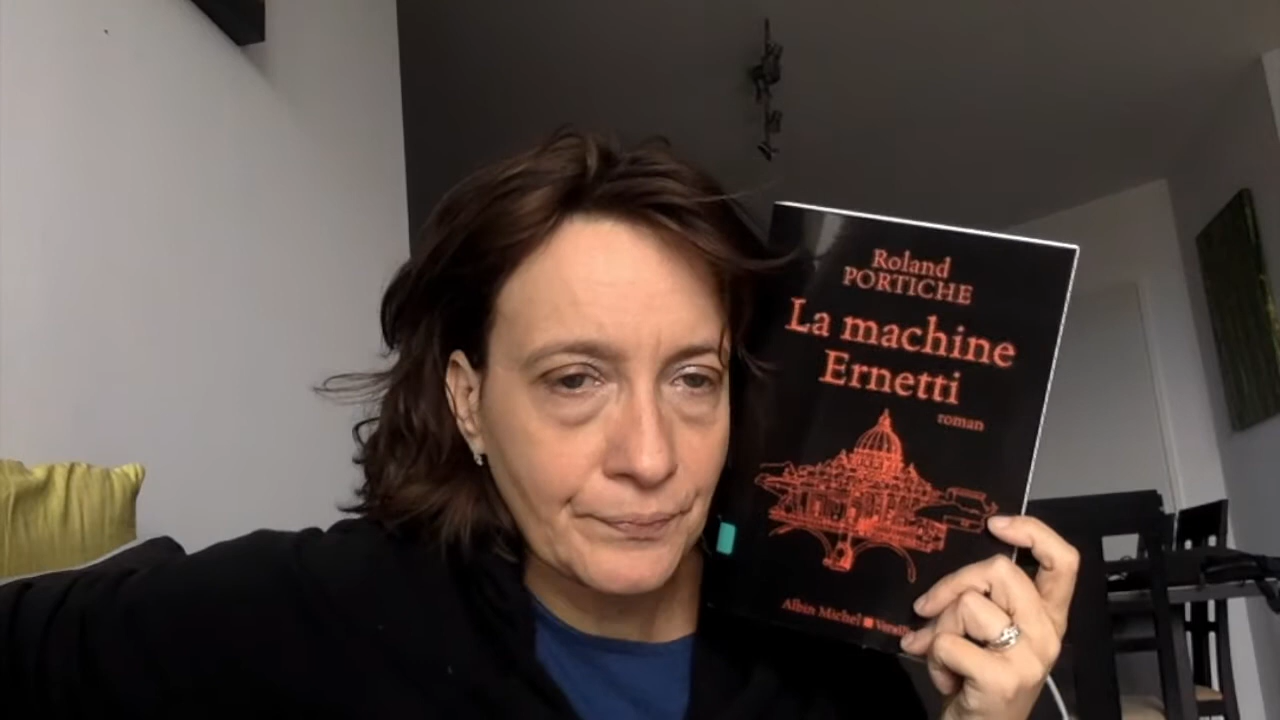 Roland
PORTICHE
La machine
Ernetti
roman
Albin Michel